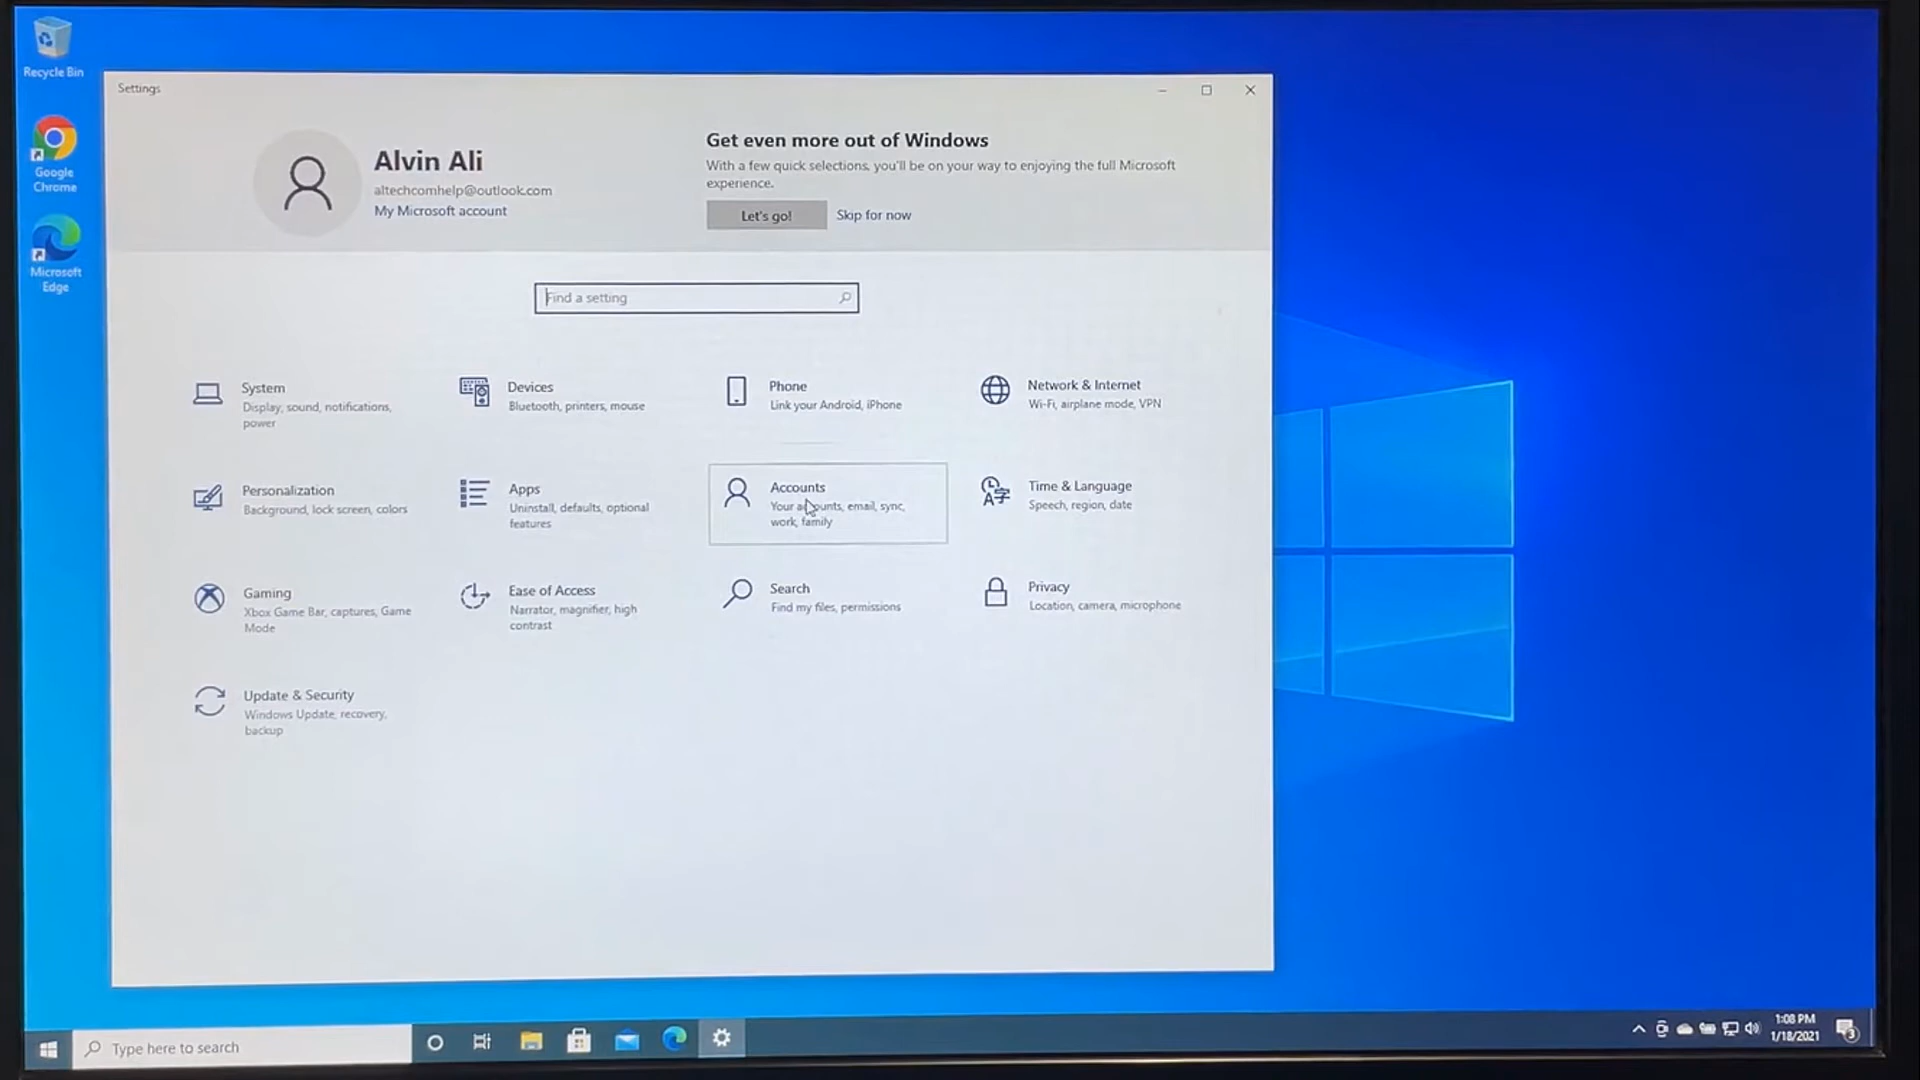 Recycle Bin
Google
Chrome
Microsoft
Edge
Settings
Alvin Ali
altechcomhelp@outlook.com
My Microsoft account
Get even more out of Windows
With a few quick selections, you'll be on your way to enjoying the full Microsoft
experience.
Let's go!
Skip for now
Find a setting
System
Display, sound, notifications,
power
Devices
Bluetooth, printers, mouse
Phone
Link your Android, iPhone
Network & Internet
Wi-Fi, airplane mode, VPN
Personalization
Background, lock screen, colors
Apps
Uninstall, defaults, optional
features
Accounts
Your accounts, email, sync,
work, family
Time & Language
Speech, region, date
Gaming
Xbox Game Bar, captures, Game
Mode
Ease of Access
Narrator, magnifier, high
contrast
Search
Find my files, permissions
Privacy
Location, camera, microphone
Update & Security
Windows Update, recovery,
backup
Type here to search
1:08 PM
1/18/2021
3